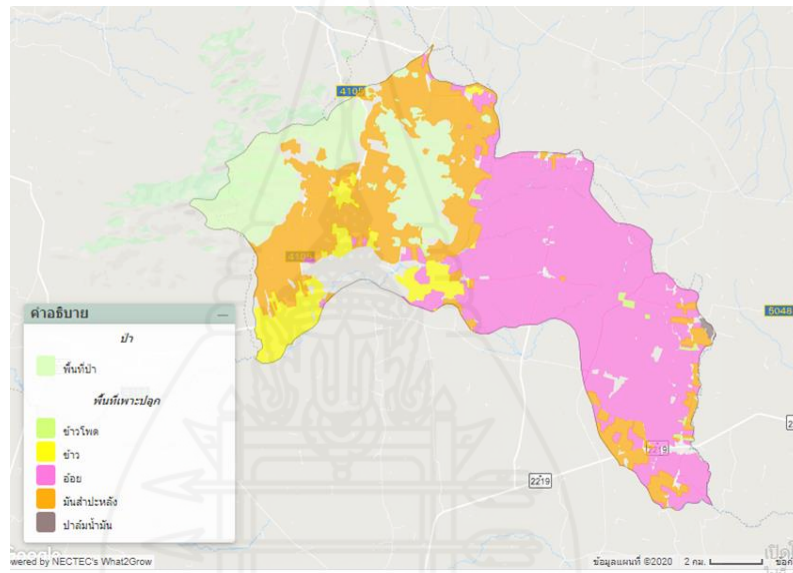 4105
4105
5048
คำอธิบาย
ป่า
พื้นที่ป่า
พื้นที่เพาะปลูก
ข้าวโพด
ข้าว
อ้อย
มันสำปะหลัง
ปาล์มน้ำมัน
2219
2219
owered by NECTEC's What2Grow
ข้อมูลแผนที่ ©2020 2 กม.